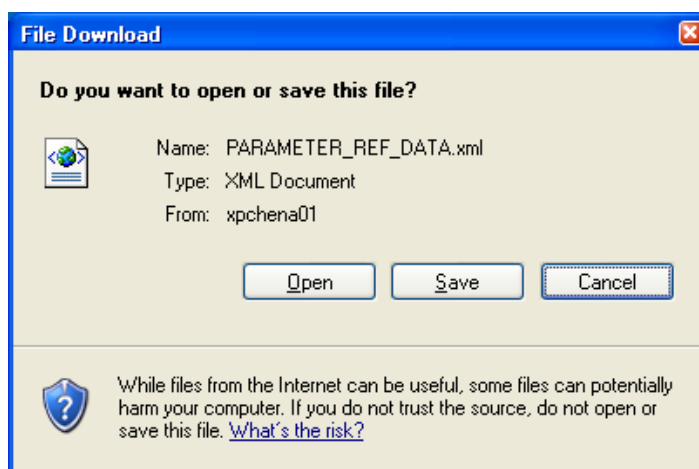 File Download
Do you want to open or save this file?
Name: PARAMETER_REF_DATA.xml
Type: XML Document
From: xpchena01
Open Save Cancel
While files from the Internet can be useful, some files can potentially
harm your computer. If you do not trust the source, do not open or
save this file. What's the risk?